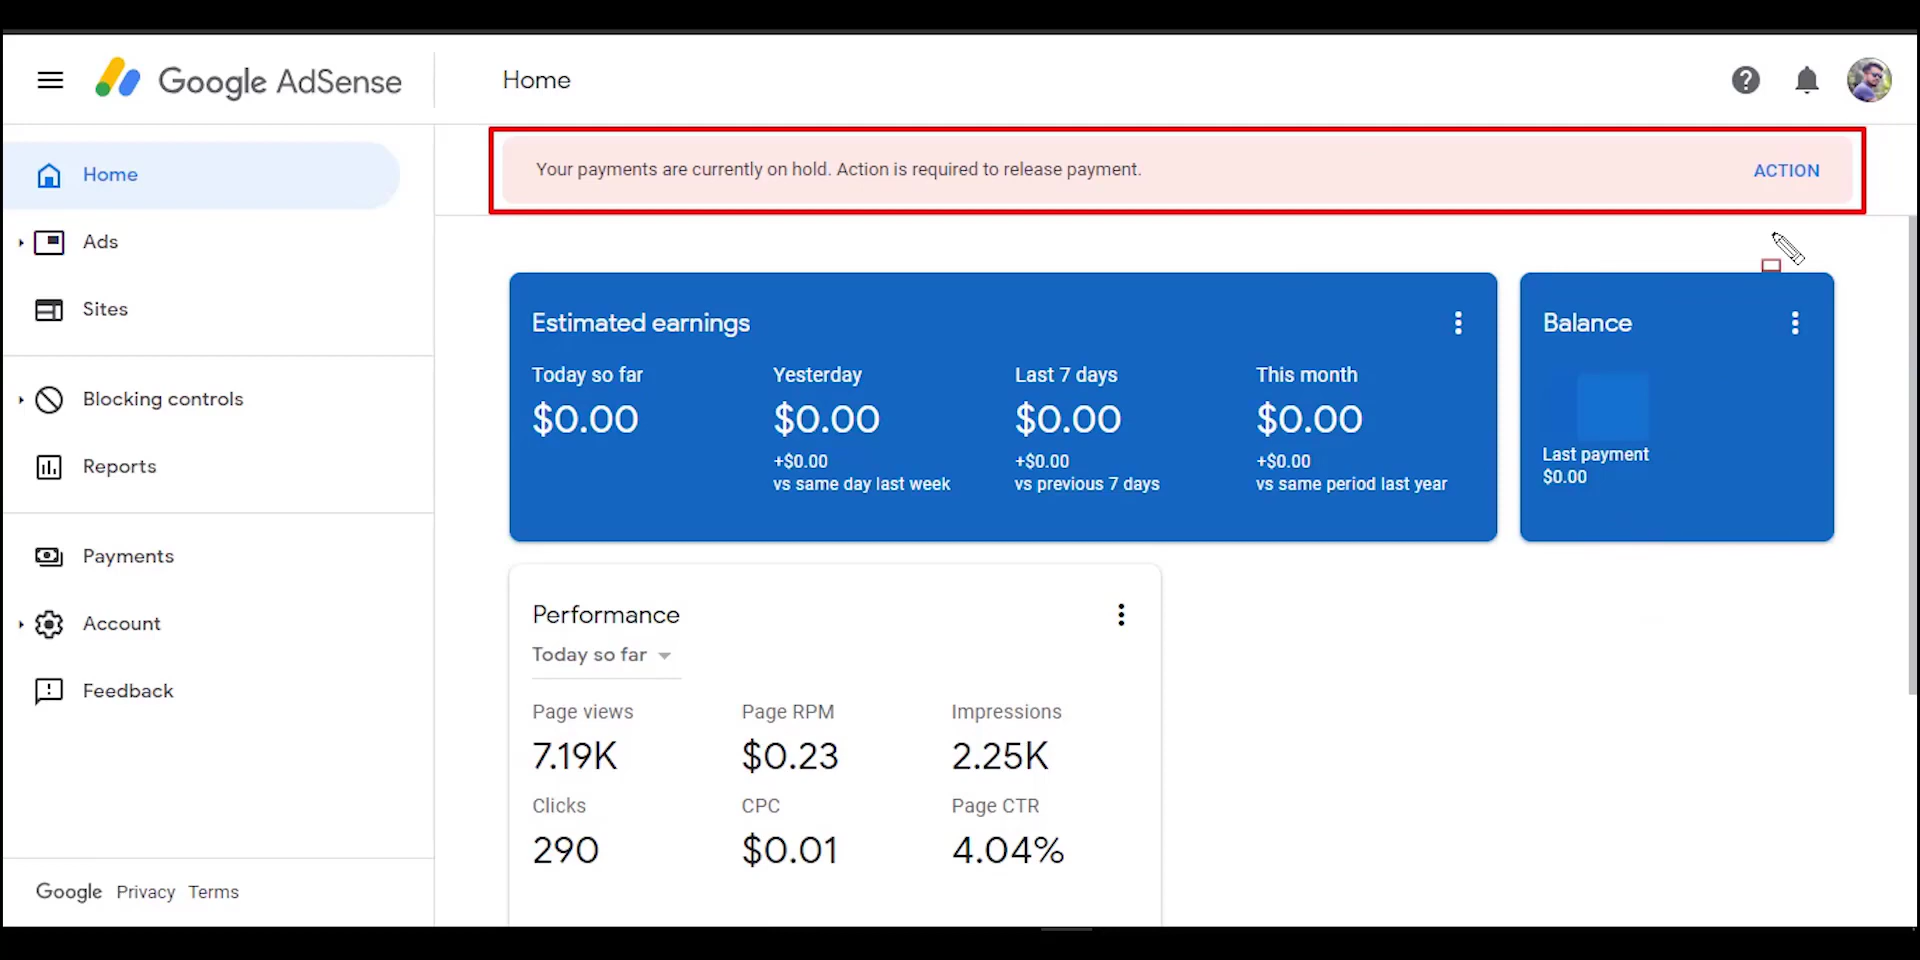 Google AdSense
Home
Your payments are currently on hold. Action is required to release payment.
ACTION
Home
Ads
Sites
Blocking controls
Reports
Payments
Account
Feedback
Google Privacy Terms
Estimated earnings
Today so far
$0.00
Yesterday
$0.00
+$0.00
vs same day last week
Last 7 days
$0.00
+$0.00
vs previous 7 days
This month
$0.00
+$0.00
vs same period last year
Balance
Last payment
$0.00
Performance
Today so far
Page views
7.19K
Page RPM
$0.23
Impressions
2.25K
Clicks
290
CPC
$0.01
Page CTR
4.04%